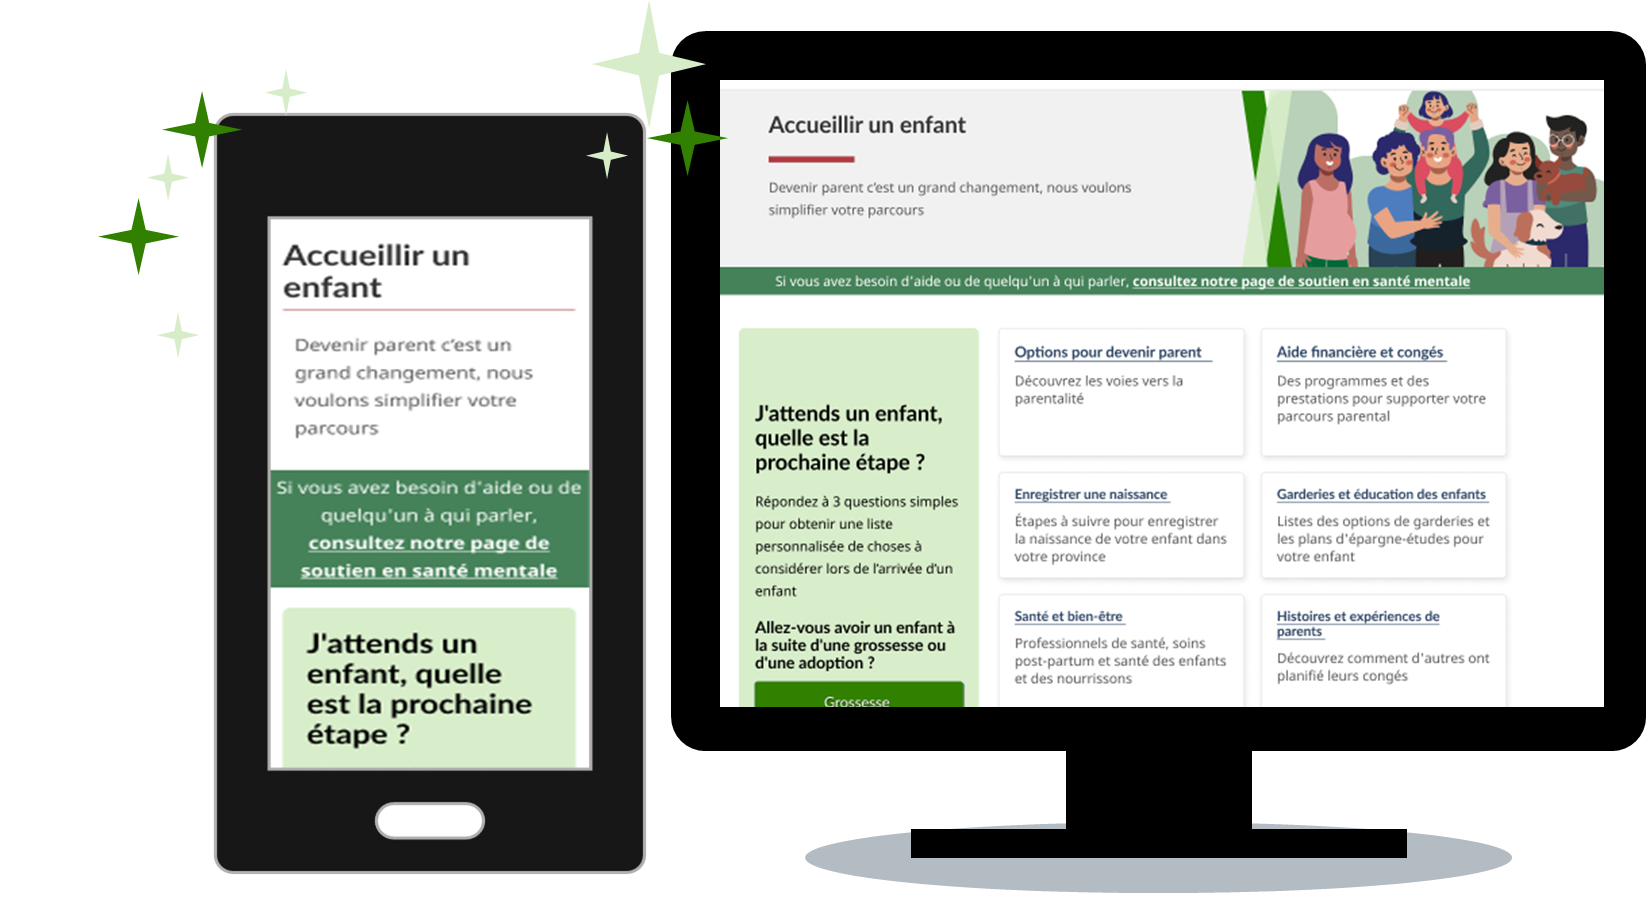 Accueillir un
enfant
Devenir parent c'est un
grand changement, nous
voulons simplifier votre
parcours
Si vous avez besoin d'aide ou de
quelqu'un à qui parler,
consultez notre page de
soutien en santé mentale
J'attends un
enfant, quelle
est la prochaine
étape ?
Accueillir un enfant
Devenir parent c'est un grand changement, nous voulons
simplifier votre parcours
Si vous avez besoin d'aide ou de quelqu'un à qui parler, consultez notre page de soutien en santé mentale
J'attends un enfant,
quelle est la
prochaine étape ?
Répondez à 3 questions simples
pour obtenir une liste
personnalisée de choses à
considérer lors de l'arrivée d'un
enfant
Allez-vous avoir un enfant à
la suite d'une grossesse ou
d'une adoption ?
Grossesse
Options pour devenir parent
Découvrez les voies vers la
parentalité
Aide financière et congés
Des programmes et des
prestations pour supporter votre
parcours parental
Enregistrer une naissance
Étapes à suivre pour enregistrer
la naissance de votre enfant dans
votre province
Garderies et éducation des enfants
Listes des options de garderies et
les plans d'épargne-études pour
votre enfant
Santé et bien-être
Professionnels de santé, soins
post-partum et santé des enfants
et des nourrissons
Histoires et expériences de
parents
Découvrez comment d'autres ont
planifié leurs congés